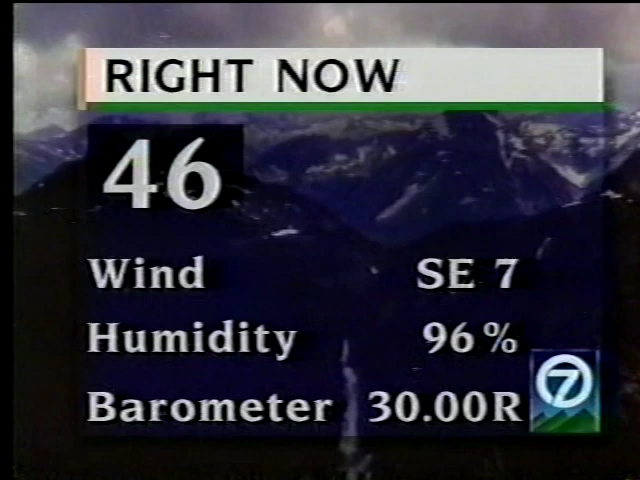 RIGHT NOW
46
Wind SE 7
Humidity 96%
Barometer 30.00R
7